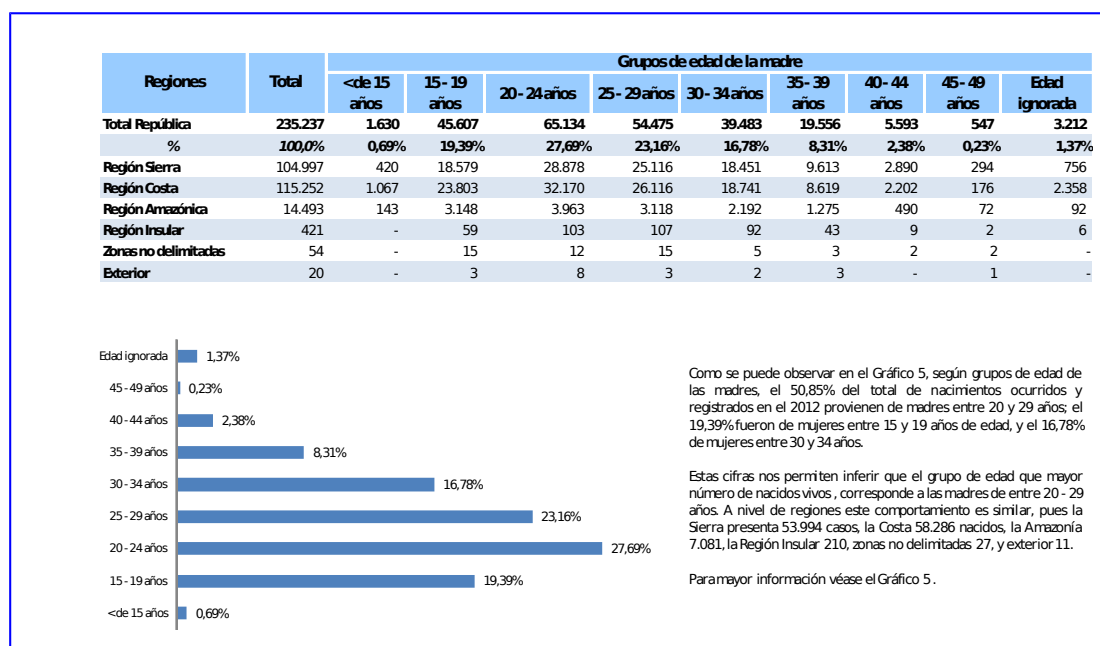 Grupos de edad de la madre
Regiones Total < de 15 años 15 - 19 años 20 - 24 años 25 - 29 años 30 - 34 años 35 - 39 años 40 - 44 años 45 - 49 años Edad ignorada
Total República 235.237 1.630 45.607 65.134 54.475 39.483 19.556 5.593 547 3.212
% 100,0% 0,69% 19,39% 27,69% 23,16% 16,78% 8,31% 2,38% 0,23% 1,37%
Región Sierra 104.997 420 18.579 28.878 25.116 18.451 9.613 2.890 294 756
Región Costa 115.252 1.067 23.803 32.170 26.116 18.741 8.619 2.202 176 2.358
Región Amazónica 14.493 143 3.148 3.963 3.118 2.192 1.275 490 72 92
Región Insular 421 - 59 103 107 92 43 9 2 6
Zonas no delimitadas 54 15 12 15 5 3 2 2 -
Exterior 20 - 3 8 3 2 3 - 1 -
Edad ignorada 1,37%
45 - 49 años 0,23%
40 - 44 años 2,38%
35 - 39 años 8,31%
30 - 34 años 16,78%
25 - 29 años 23,16%
20 - 24 años 27,69%
15 - 19 años 19,39%
< de 15 años 0,69%
Como se puede observar en el Gráfico 5, según grupos de edad de
las madres, el 50,85% del total de nacimientos ocurridos y
registrados en el 2012 provienen de madres entre 20 y 29 años; el
19,39% fueron de mujeres entre 15 y 19 años de edad, y el 16,78%
de mujeres entre 30 y 34 años.
Estas cifras nos permiten inferir que el grupo de edad que mayor
número de nacidos vivos , corresponde a las madres de entre 20 - 29
años. A nivel de regiones este comportamiento es similar, pues la
Sierra presenta 53.994 casos, la Costa 58.286 nacidos, la Amazonía
7.081, la Región Insular 210, zonas no delimitadas 27, y exterior 11.
Para mayor información véase el Gráfico 5 .